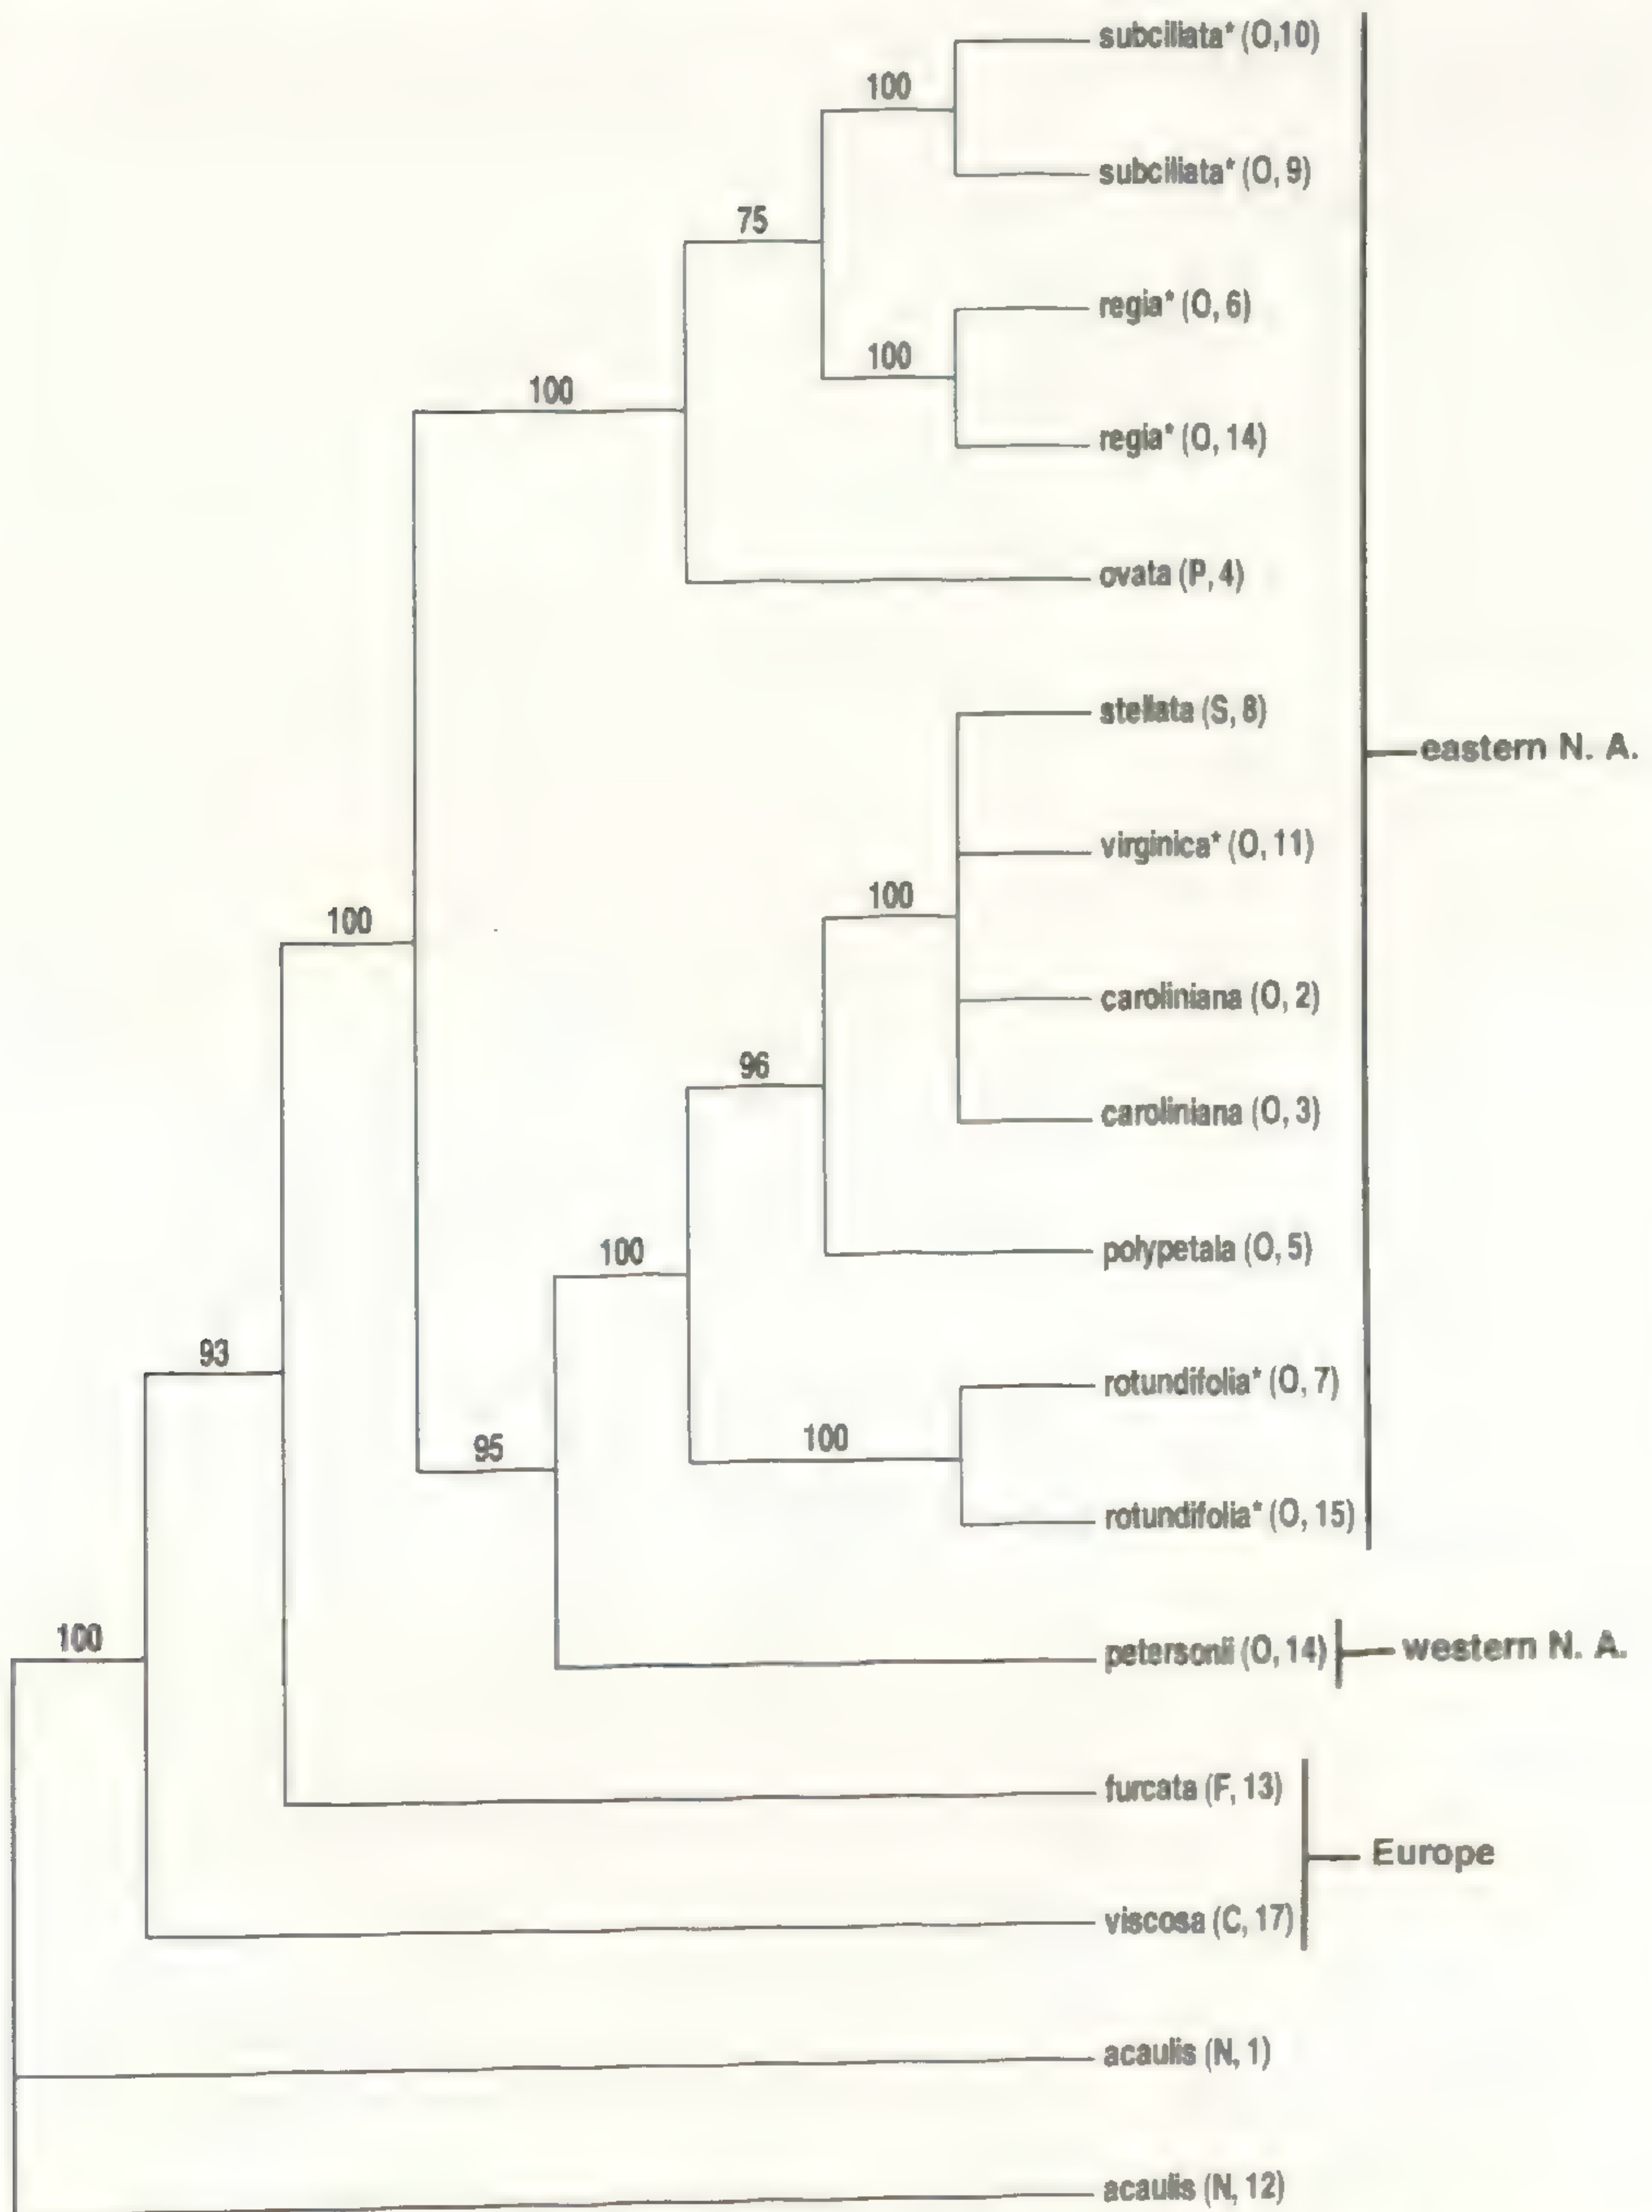 subciliata* (O,10)
100
subciliata* (O, 9)
75
regia* (O, 6)
100
100
regia* (O, 14)
ovata (P, 4)
stellata (S, 8)
eastern N. A.
virginica* (O, 11)
100
100
caroliniana (O, 2)
96
caroliniana (O, 3)
polypetala (O, 5)
100
93
rotundifolia* (O, 7)
95
100
rotundifolia* (O, 15)
100
petersonii (O, 14)
western N. A.
furcata (F, 13)
Europe
viscosa (C, 17)
acaulis (N, 1)
acaulis (N, 12)